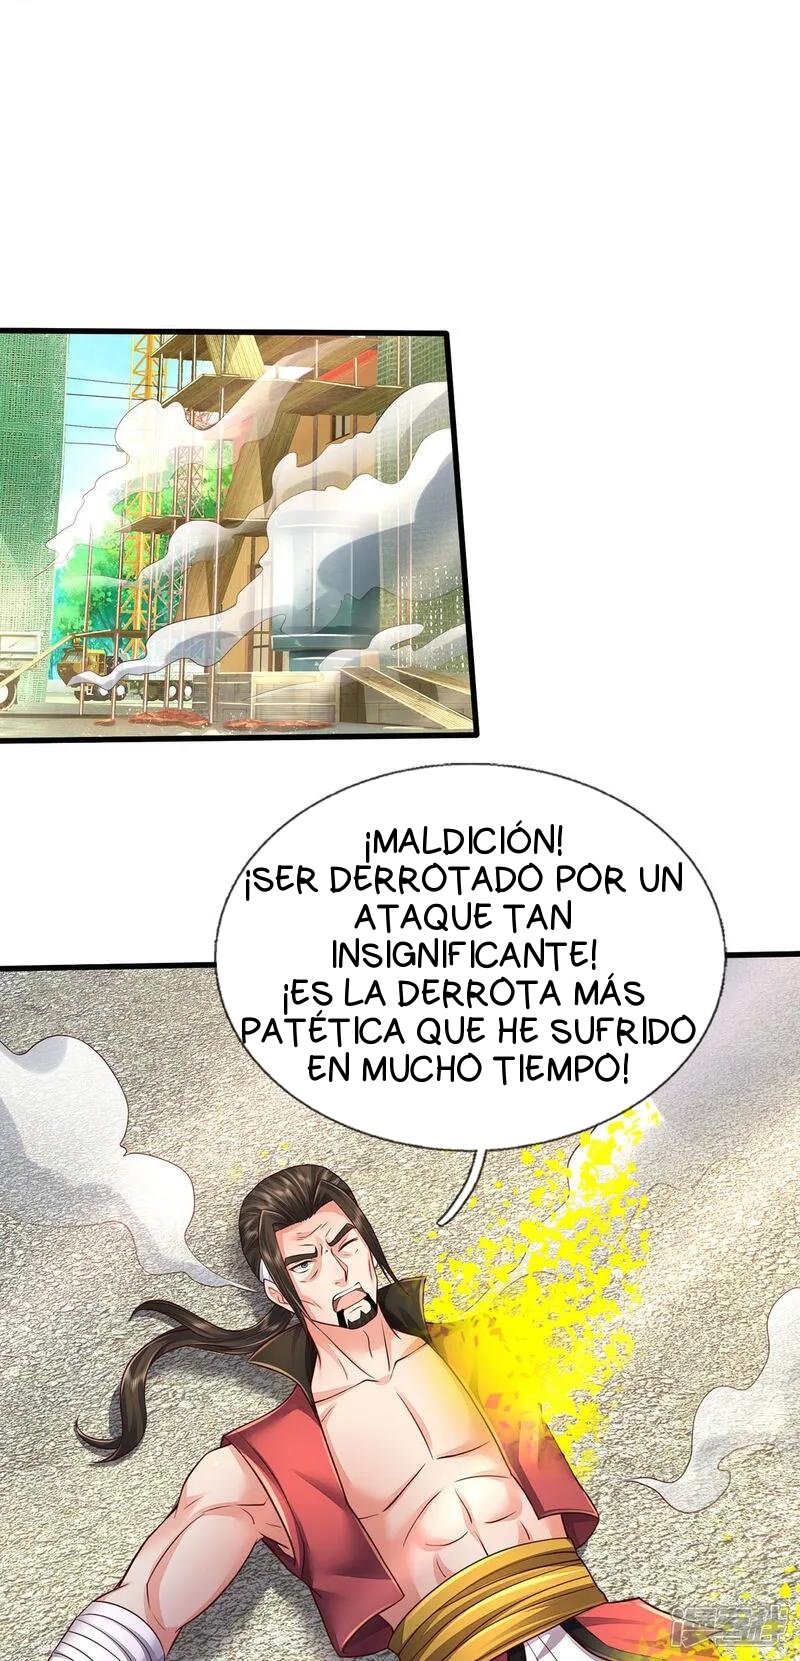 ¡MALDICIÓN!
¡SER DERROTADO POR UN
ATAQUE TAN
INSIGNIFICANTE!
¡ES LA DERROTA MÁS
PATÉTICA QUE HE SUFRIDO
EN MUCHO TIEMPO!